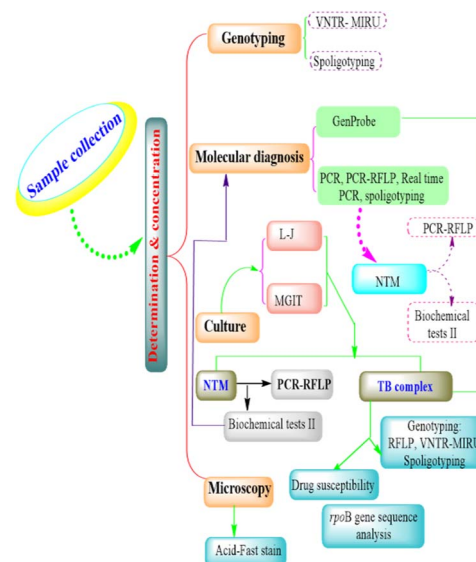 Sample collection
Determination & concentration
Genotyping
VNTR- MIRU
Spoligotyping
Molecular diagnosis
GenProbe
PCR, PCR-RFLP, Real time
PCR, spoligotyping
PCR-RFLP
NTM
Biochemical
tests II
Culture
L-J
MGIT
NTM
PCR-RFLP
Biochemical tests II
TB complex
Genotyping:
RFLP, VNTR-MIRU
Spoligotyping
Drug susceptibility
rpoB gene sequence
analysis
Microscopy
Acid-Fast stain